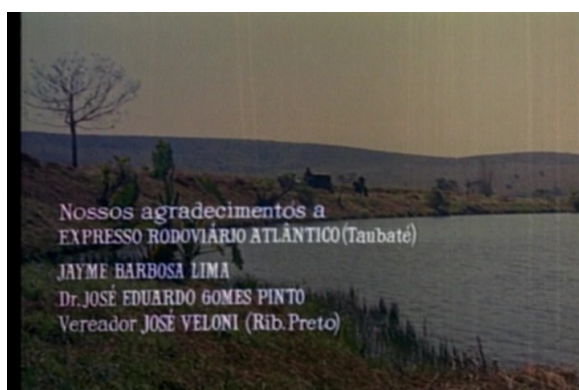 Nossos agradecimentos a
EXPRESSO RODOVIÁRIO ATLÂNTICO (Taubaté)
JAYME BARBOSA LIMA
Dr. JOSÉ EDUARDO GOMES PINTO
Vereador JOSÉ VELONI (Rib. Preto)